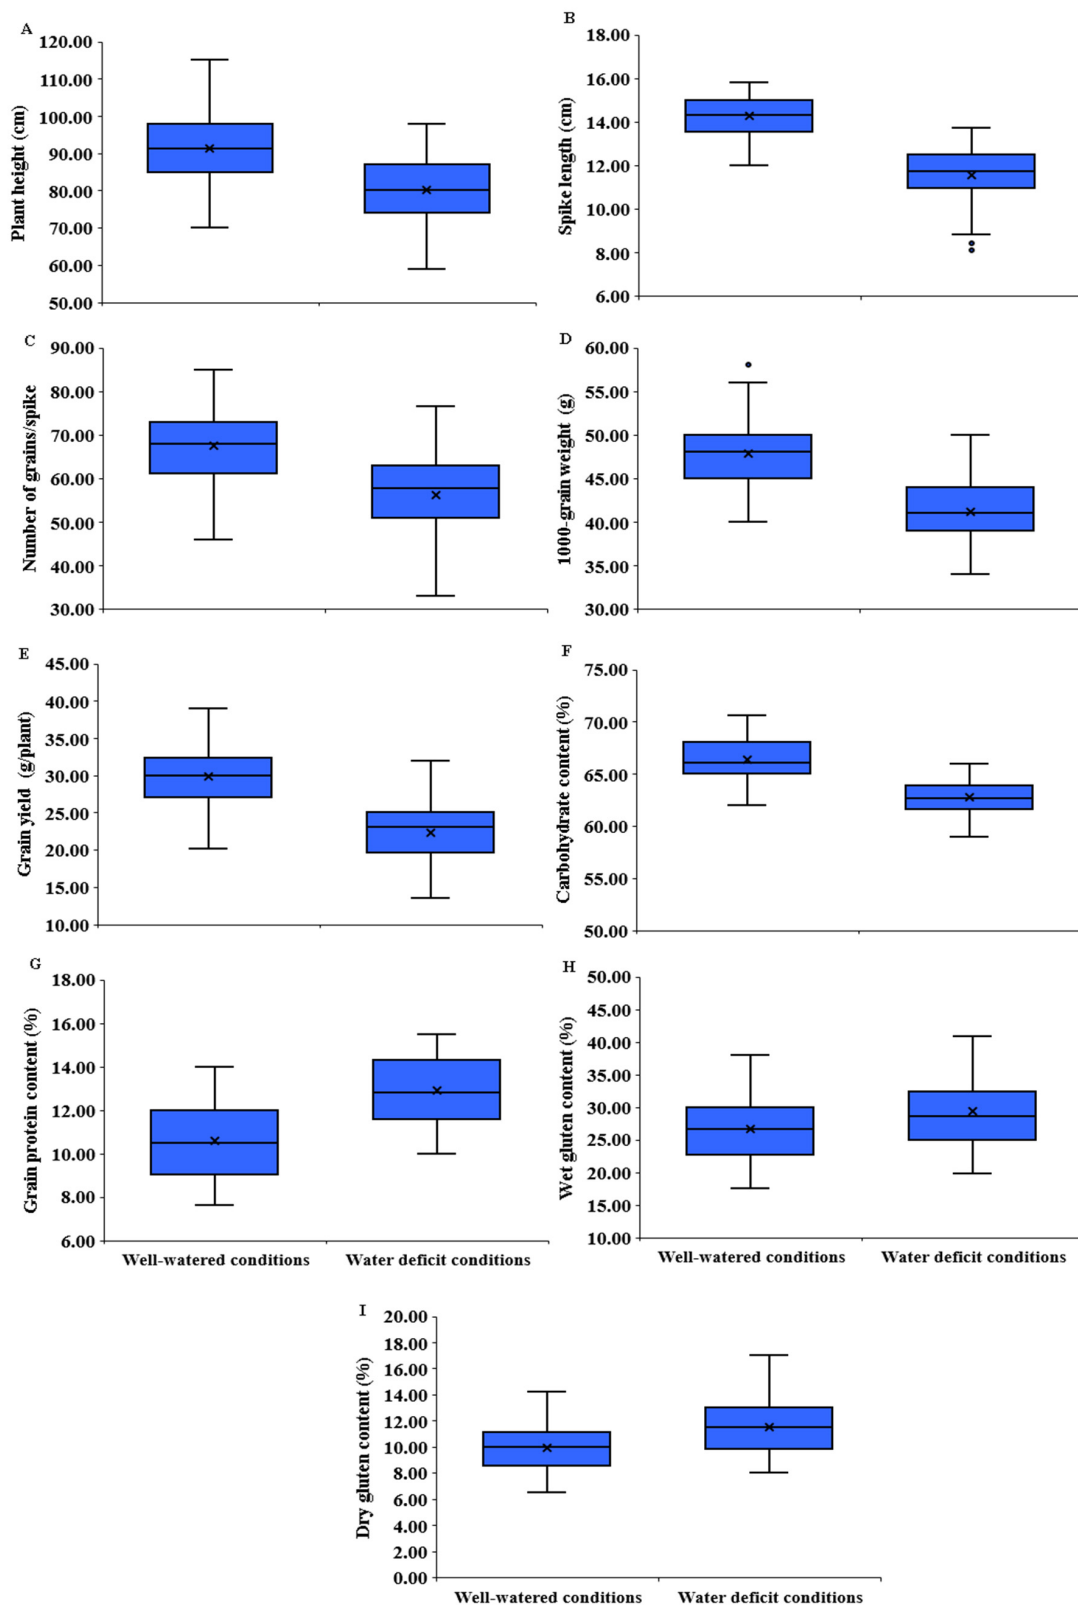 A
Plant height (cm)
120.00
110.00
100.00
90.00
80.00
70.00
60.00
50.00
B
Spike length (cm)
18.00
16.00
14.00
12.00
10.00
8.00
6.00
C
Number of grains/spike
90.00
80.00
70.00
60.00
50.00
40.00
30.00
D
1000-grain weight (g)
60.00
55.00
50.00
45.00
40.00
35.00
30.00
E
Grain yield (g/plant)
45.00
40.00
35.00
30.00
25.00
20.00
15.00
10.00
F
Carbohydrate content (%)
75.00
70.00
65.00
60.00
55.00
50.00
G
Grain protein content (%)
18.00
16.00
14.00
12.00
10.00
8.00
6.00
Well-watered conditions
Water deficit conditions
H
Wet gluten content (%)
50.00
45.00
40.00
35.00
30.00
25.00
20.00
15.00
10.00
Well-watered conditions
Water deficit conditions
I
Dry gluten content (%)
20.00
18.00
16.00
14.00
12.00
10.00
8.00
6.00
4.00
2.00
0.00
Well-watered conditions
Water deficit conditions